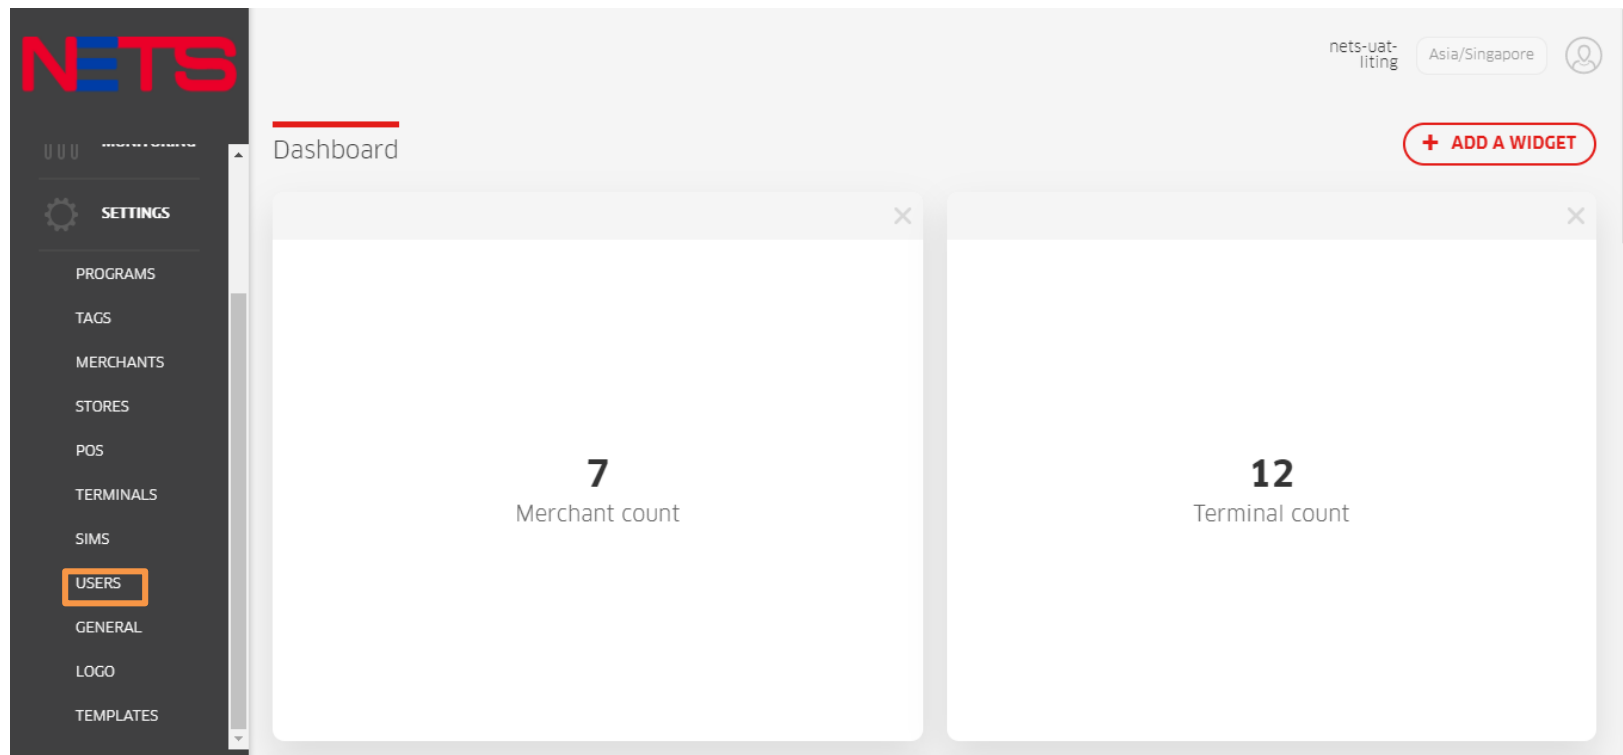 NETS
nets-uat-
liting
Asia/Singapore
MONITORING
SETTINGS
PROGRAMS
TAGS
MERCHANTS
STORES
POS
TERMINALS
SIMS
USERS
GENERAL
LOGO
TEMPLATES
Dashboard
+ ADD A WIDGET
7
Merchant count
12
Terminal count